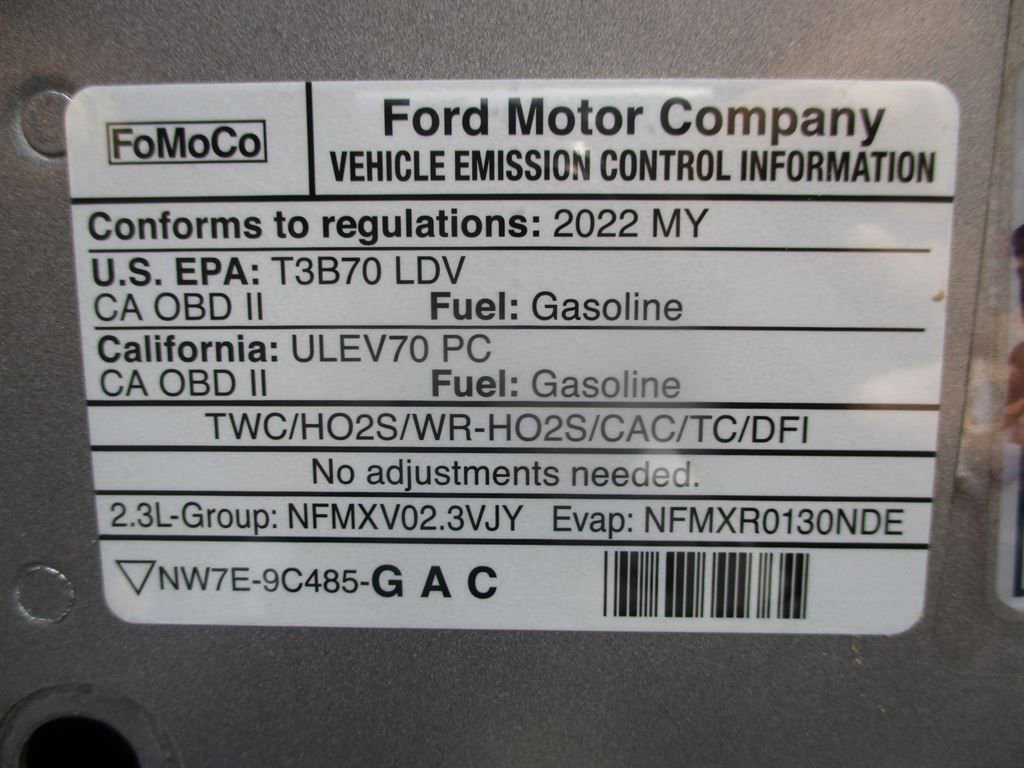 FoMoCo
Ford Motor Company
VEHICLE EMISSION CONTROL INFORMATION
Conforms to regulations: 2022 MY
U.S. EPA: T3B70 LDV
CA OBD II Fuel: Gasoline
California: ULEV70 PC
CA OBD II Fuel: Gasoline
TWC/HO2S/WR-HO2S/CAC/TC/DFI
No adjustments needed.
2.3L-Group: NFMXV02.3VJY Evap: NFMXR0130NDE
▽NW7E-9C485-G A C